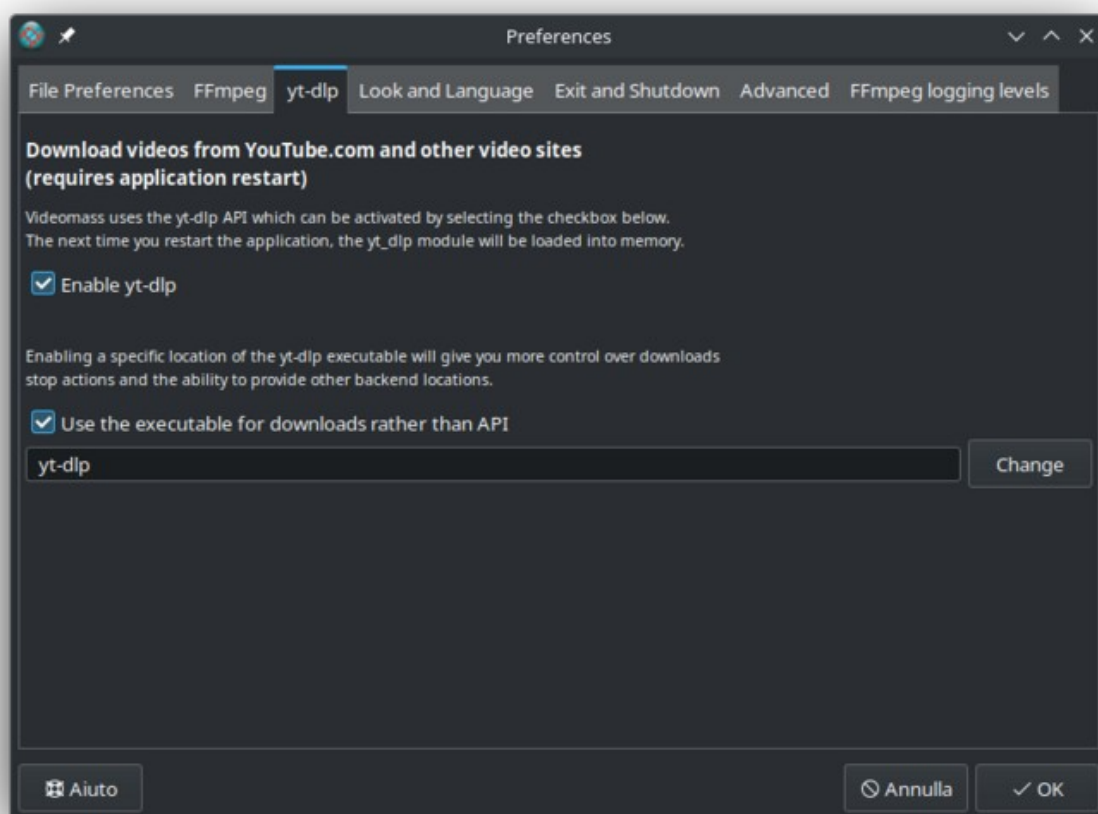 Preferences
File Preferences FFmpeg yt-dlp Look and Language Exit and Shutdown Advanced FFmpeg logging levels
Download videos from YouTube.com and other video sites
(requires application restart)
Videomass uses the yt-dlp API which can be activated by selecting the checkbox below.
The next time you restart the application, the yt_dlp module will be loaded into memory.
Enable yt-dlp
Enabling a specific location of the yt-dlp executable will give you more control over downloads
stop actions and the ability to provide other backend locations.
Use the executable for downloads rather than API
yt-dlp Change
Aiuto Annulla OK